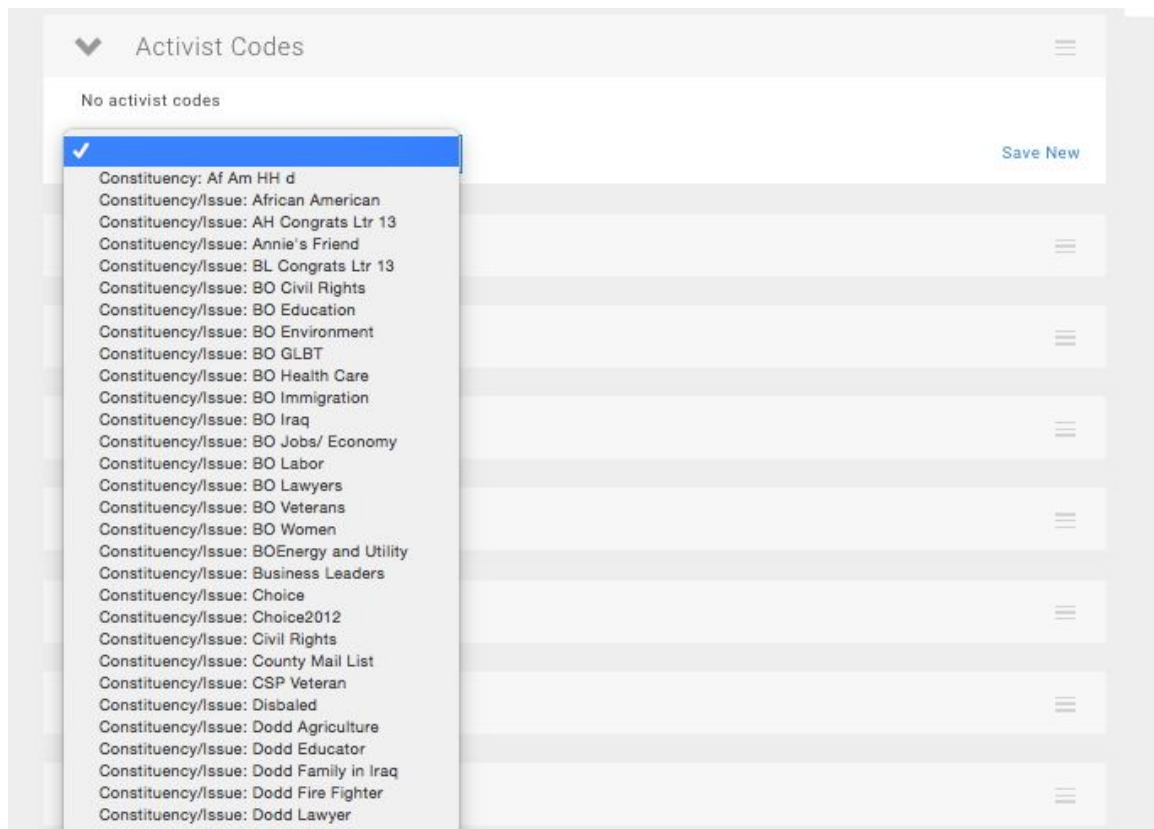 Activist Codes
No activist codes
Save New
Constituency: Af Am HH d
Constituency/Issue: African American
Constituency/Issue: AH Congrats Ltr 13
Constituency/Issue: Annie's Friend
Constituency/Issue: BL Congrats Ltr 13
Constituency/Issue: BO Civil Rights
Constituency/Issue: BO Education
Constituency/Issue: BO Environment
Constituency/Issue: BO GLBT
Constituency/Issue: BO Health Care
Constituency/Issue: BO Immigration
Constituency/Issue: BO Iraq
Constituency/Issue: BO Jobs/ Economy
Constituency/Issue: BO Labor
Constituency/Issue: BO Lawyers
Constituency/Issue: BO Veterans
Constituency/Issue: BO Women
Constituency/Issue: BOEnergy and Utility
Constituency/Issue: Business Leaders
Constituency/Issue: Choice
Constituency/Issue: Choice2012
Constituency/Issue: Civil Rights
Constituency/Issue: County Mail List
Constituency/Issue: CSP Veteran
Constituency/Issue: Disbaled
Constituency/Issue: Dodd Agriculture
Constituency/Issue: Dodd Educator
Constituency/Issue: Dodd Family in Iraq
Constituency/Issue: Dodd Fire Fighter
Constituency/Issue: Dodd Lawyer